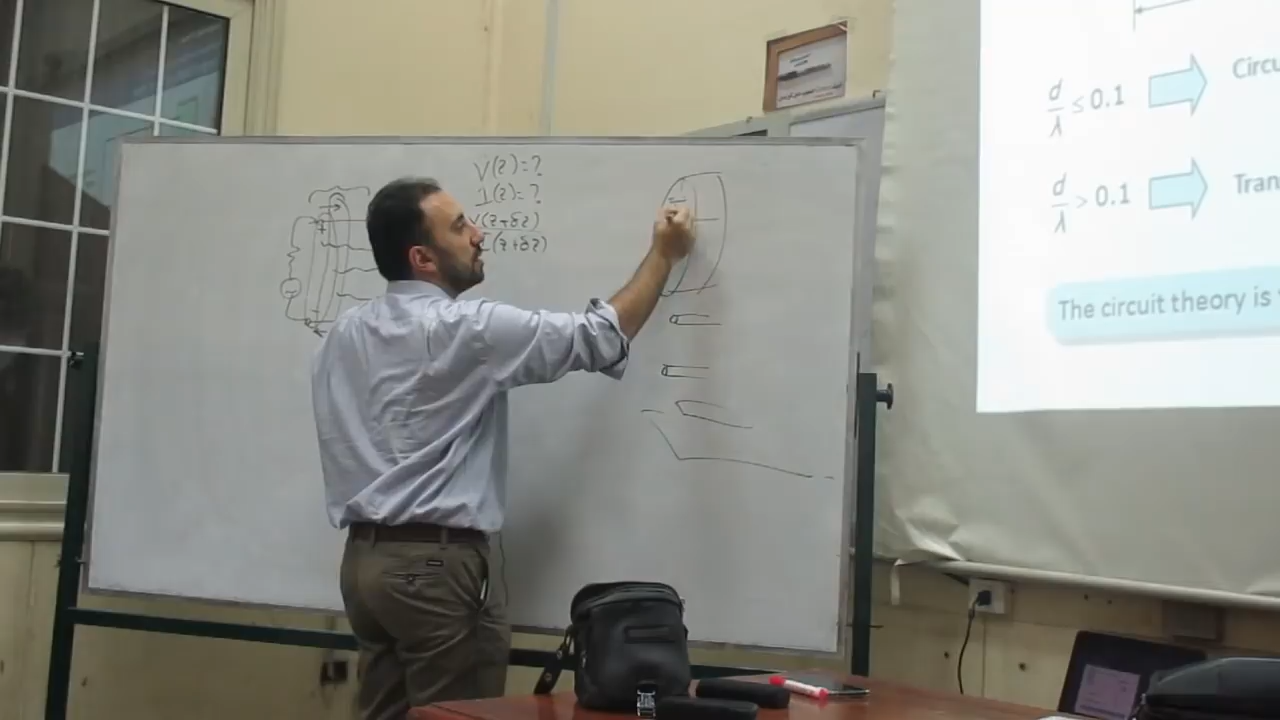 V(z)=?
I(z)=?
V(z+δz)
I(z+δz)
d/λ ≤ 0.1
Circu
d/λ > 0.1
Tran
The circuit theory is